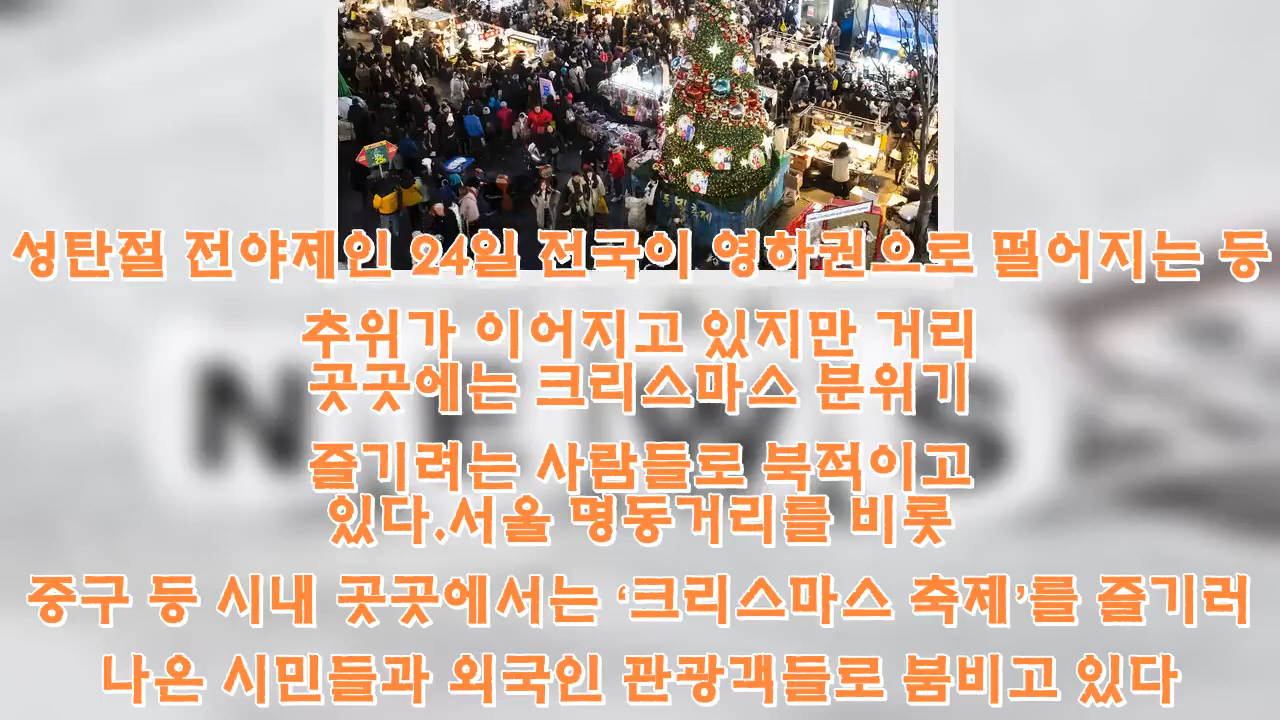 성탄절 전야제인 24일 전국이 영하권으로 떨어지는 등
추위가 이어지고 있지만 거리
곳곳에는 크리스마스 분위기
즐기려는 사람들로 북적이고
있다.서울 명동거리를 비롯
중구 등 시내 곳곳에서는 ‘크리스마스 축제’를 즐기러
나온 시민들과 외국인 관광객들로 붐비고 있다
NEWS